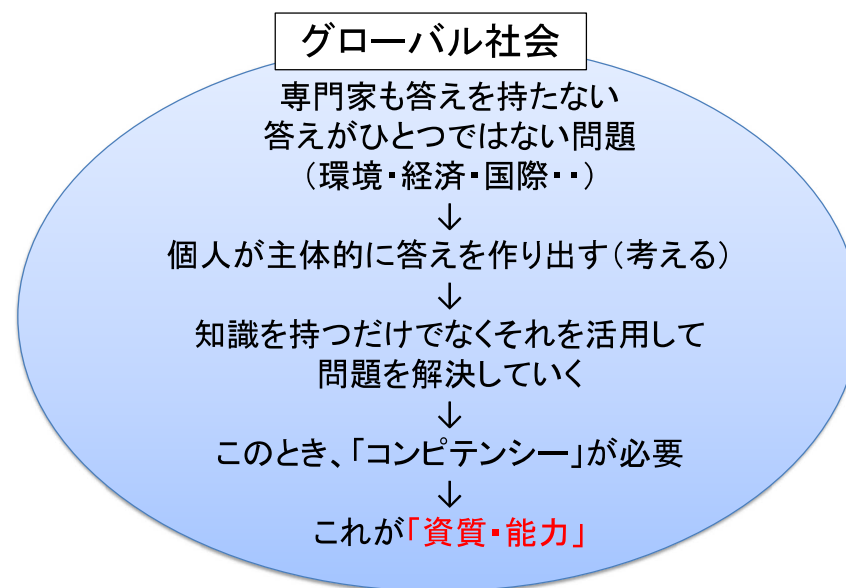 グローバル社会
専門家も答えを持たない
答えがひとつではない問題
（環境・経済・国際・・）
↓
個人が主体的に答えを作り出す（考える）
↓
知識を持つだけでなくそれを活用して
問題を解決していく
↓
このとき、「コンピテンシー」が必要
↓
これが「資質・能力」